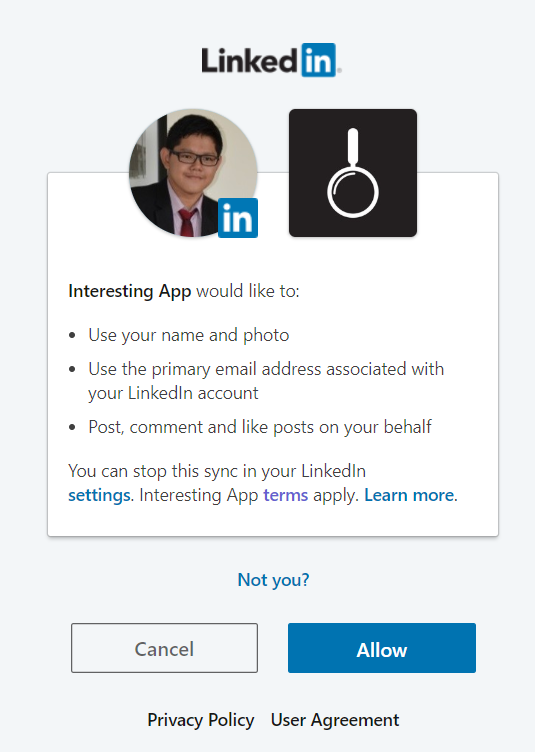 Linked in
in
Interesting App would like to:
• Use your name and photo
• Use the primary email address associated with
your LinkedIn account
• Post, comment and like posts on your behalf
You can stop this sync in your LinkedIn
settings. Interesting App terms apply. Learn more.
Not you?
Cancel Allow
Privacy Policy User Agreement